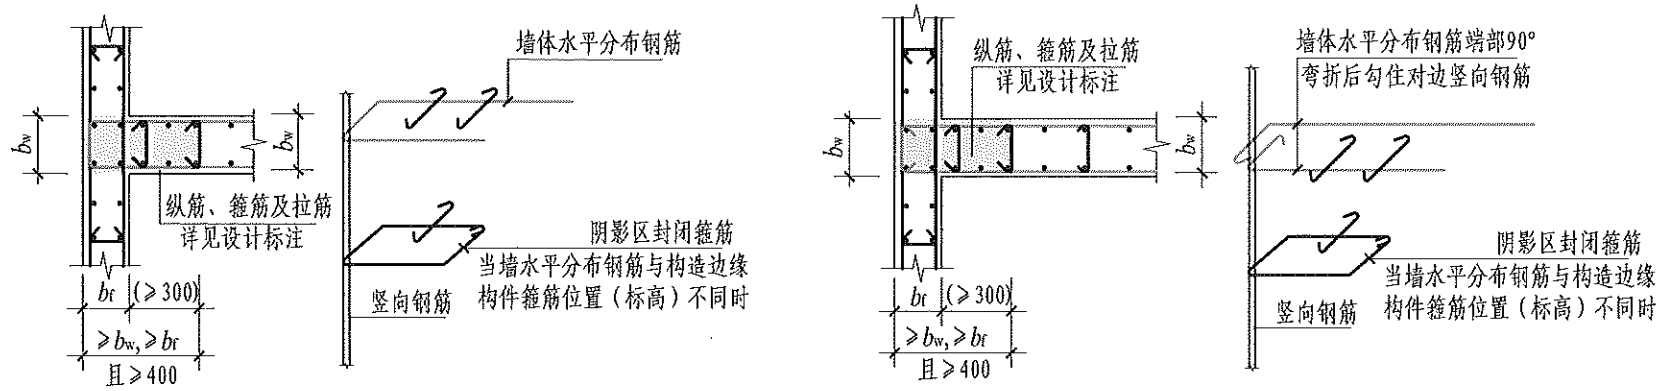 墙体水平分布钢筋
bw
bw
纵筋、箍筋及拉筋
详见设计标注
阴影区封闭箍筋
当墙水平分布钢筋与构造边缘
构件箍筋位置(标高)不同时
竖向钢筋
bf
(≥300)
≥bw,≥bf
且≥400
纵筋、箍筋及拉筋
详见设计标注
墙体水平分布钢筋端部90°
弯折后勾住对边竖向钢筋
bw
bw
阴影区封闭箍筋
当墙水平分布钢筋与构造边缘
构件箍筋位置(标高)不同时
竖向钢筋
bf
(≥300)
≥bw,≥bf
且≥400